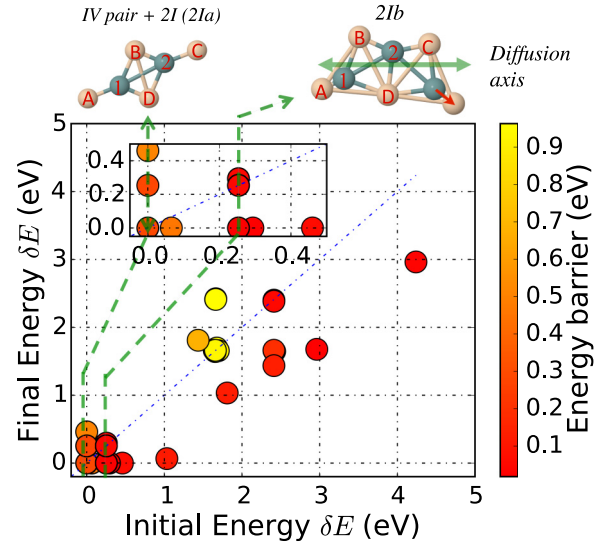 IV pair + 2I (2Ia)
2Ib
B
C
2
1
A
D
B
C
2
1
A
D
Diffusion
axis
5
4
3
2
1
0
0.4
0.2
0.0
0.0
0.2
0.4
0
1
2
3
4
5
Final Energy δE (eV)
Initial Energy δE (eV)
0.9
0.8
0.7
0.6
0.5
0.4
0.3
0.2
0.1
Energy barrier (eV)